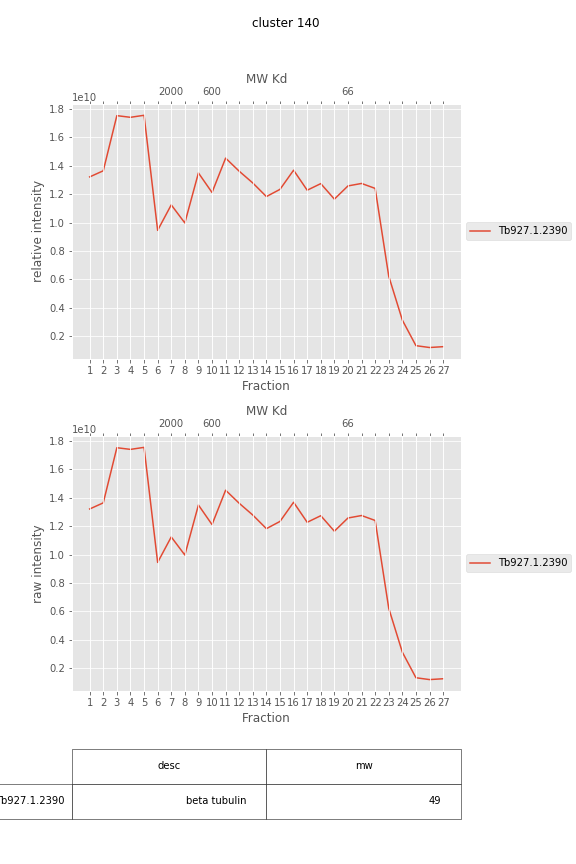 cluster 140
MW Kd
2000 600 66
1e10
1.8
1.6
1.4
1.2
1.0
0.8
0.6
0.4
0.2
relative intensity
Tb927.1.2390
1 2 3 4 5 6 7 8 9 10 11 12 13 14 15 16 17 18 19 20 21 22 23 24 25 26 27
Fraction
MW Kd
2000 600 66
1e10
1.8
1.6
1.4
1.2
1.0
0.8
0.6
0.4
0.2
raw intensity
Tb927.1.2390
1 2 3 4 5 6 7 8 9 10 11 12 13 14 15 16 17 18 19 20 21 22 23 24 25 26 27
Fraction
desc mw
b927.1.2390 beta tubulin 49